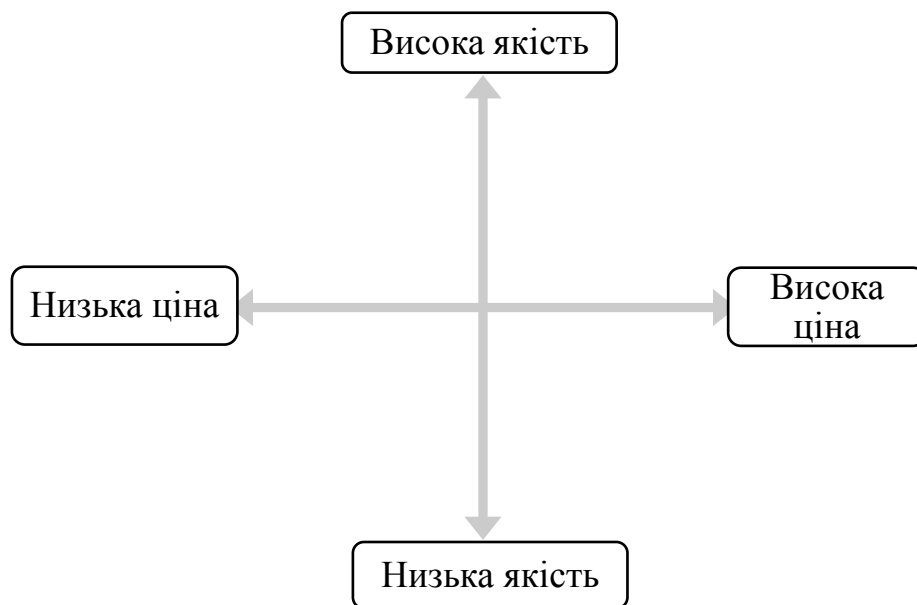 Висока якість
Низька ціна
Висока
ціна
Низька якість